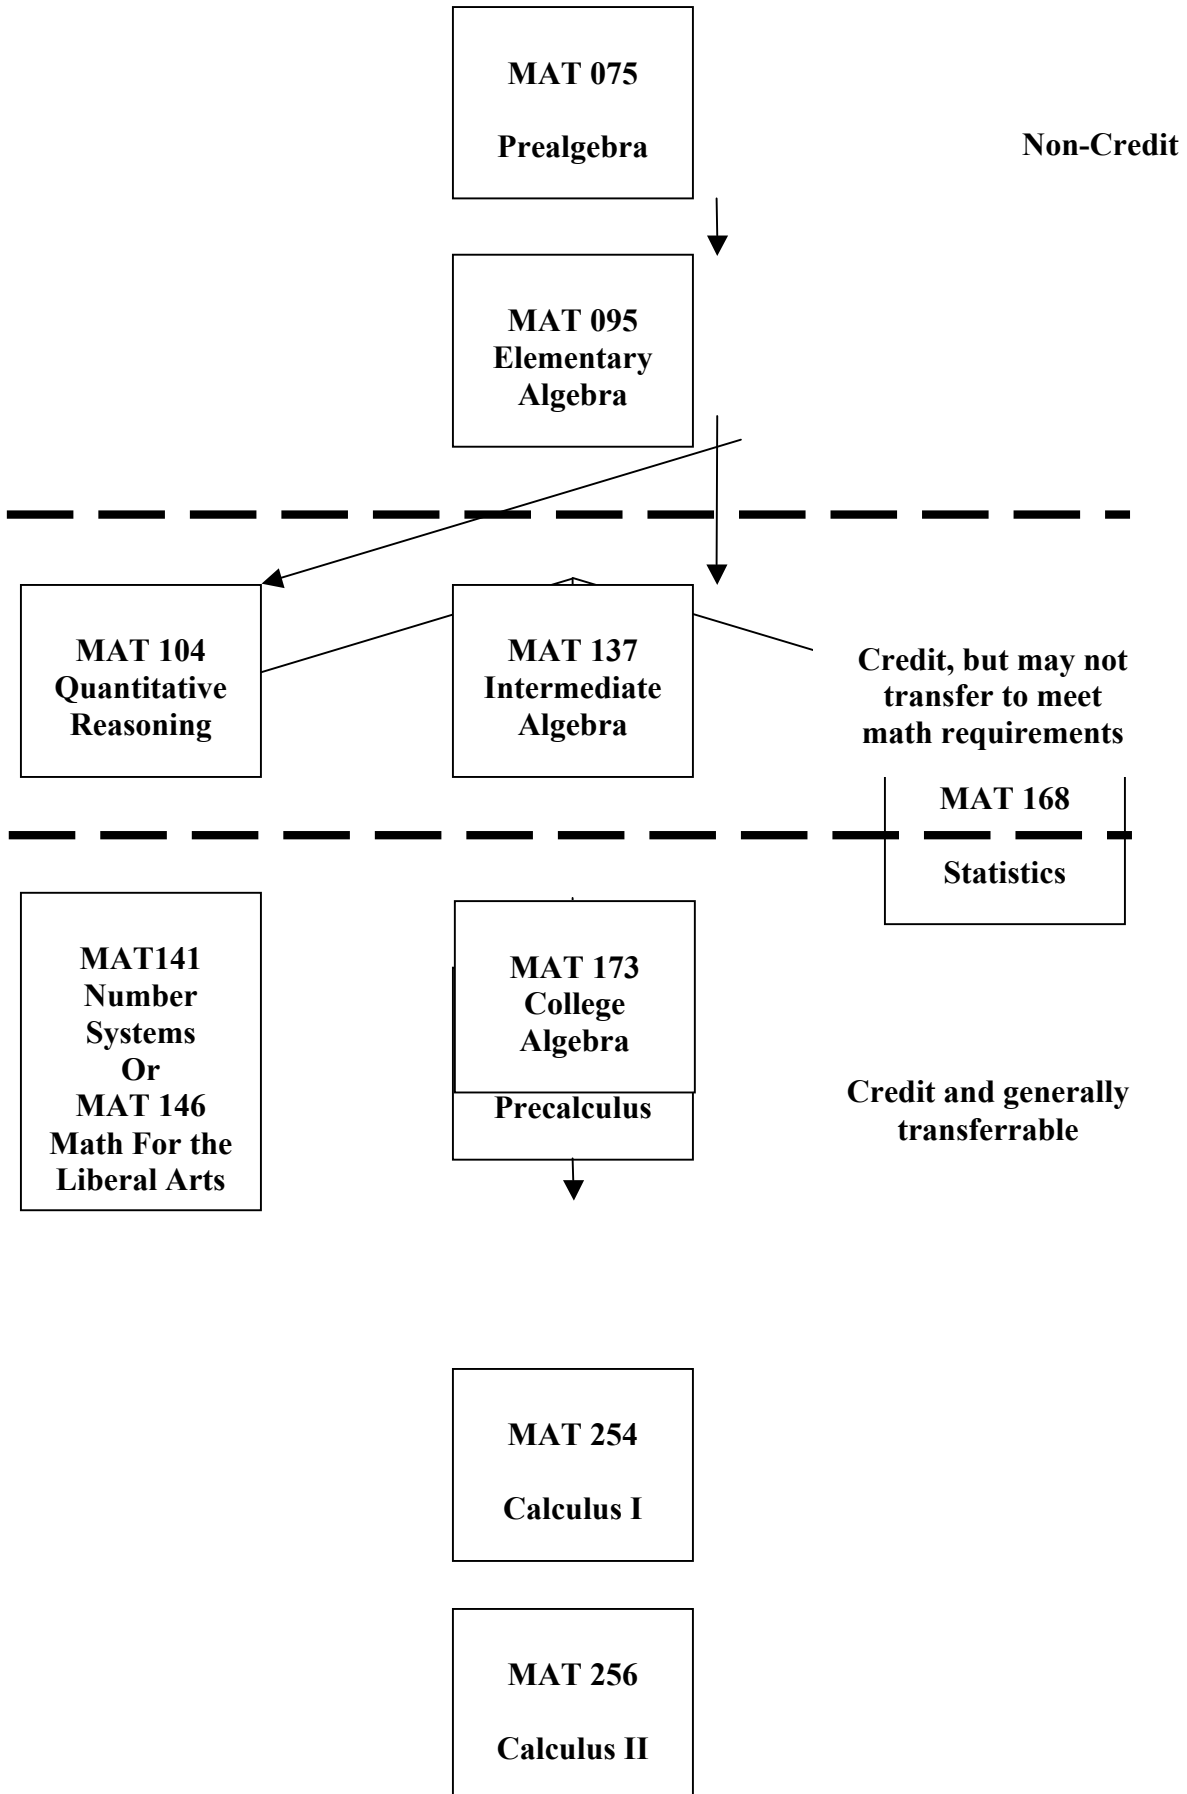 MAT 075
Prealgebra
Non-Credit
MAT 095
Elementary
Algebra
MAT 104
Quantitative
Reasoning
MAT 137
Intermediate
Algebra
Credit, but may not
transfer to meet
math requirements
MAT 168
Statistics
MAT141
Number
Systems
Or
MAT 146
Math For the
Liberal Arts
MAT 173
College
Algebra
Precalculus
Credit and generally
transferrable
MAT 254
Calculus I
MAT 256
Calculus II